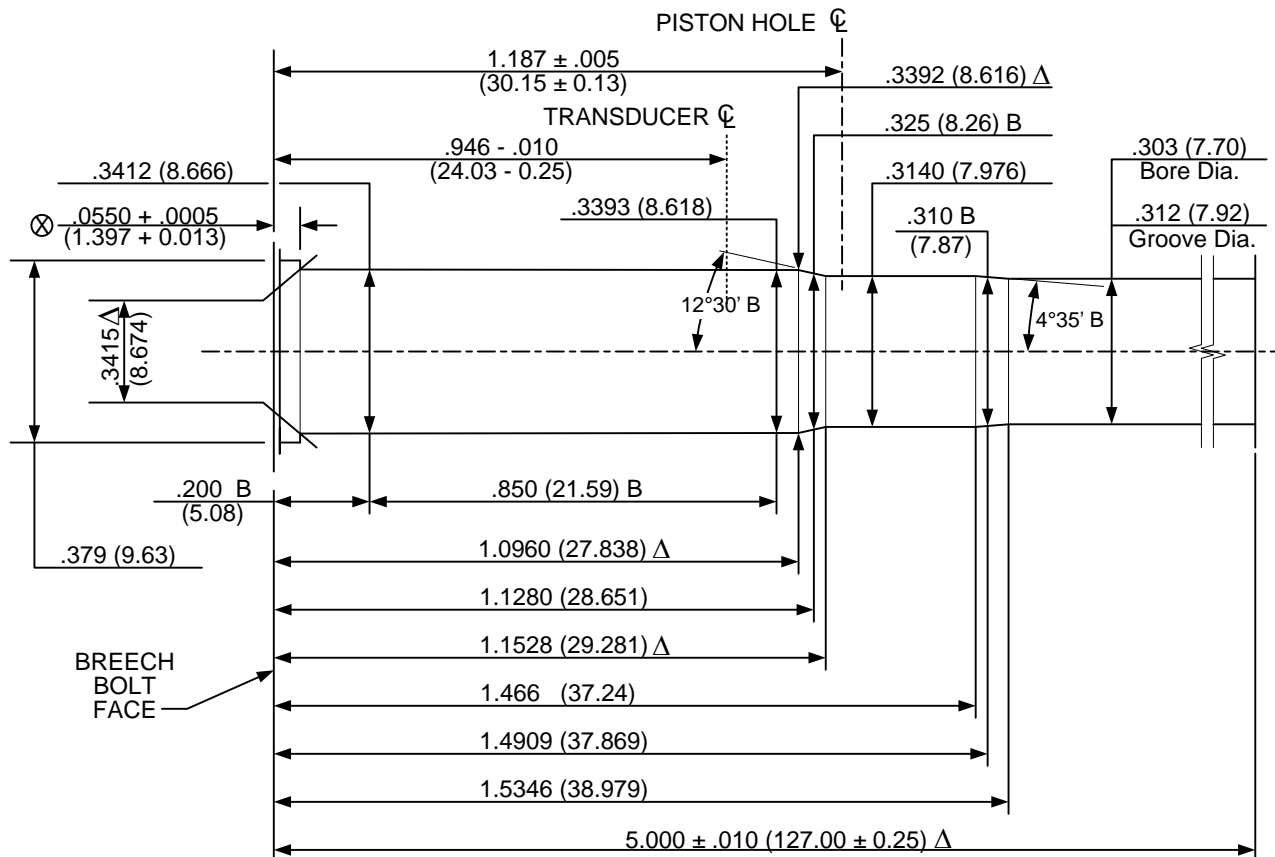 PISTON HOLE ℄
1.187 ± .005
(30.15 ± 0.13)
.3392 (8.616) Δ
TRANSDUCER ℄
.325 (8.26) B
.946 - .010
(24.03 - 0.25)
.303 (7.70)
Bore Dia.
.3412 (8.666)
.3140 (7.976)
⊗ .0550 + .0005
(1.397 + 0.013)
.3393 (8.618)
.310 B
(7.87)
.312 (7.92)
Groove Dia.
12°30’ B
4°35’ B
.3415 Δ
(8.674)
.200 B
(5.08)
.850 (21.59) B
.379 (9.63)
1.0960 (27.838) Δ
1.1280 (28.651)
1.1528 (29.281) Δ
BREECH
BOLT
FACE
1.466 (37.24)
1.4909 (37.869)
1.5346 (38.979)
5.000 ± .010 (127.00 ± 0.25) Δ